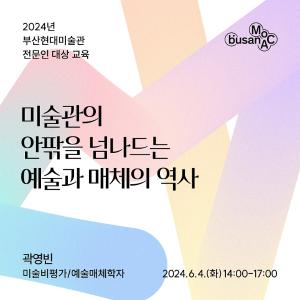 2024년
부산현대미술관
전문인 대상 교육
busan MoCA
미술관의
안팎을 넘나드는
예술과 매체의 역사
곽영빈
미술비평가/예술매체학자
2024.6.4.(화) 14:00-17:00